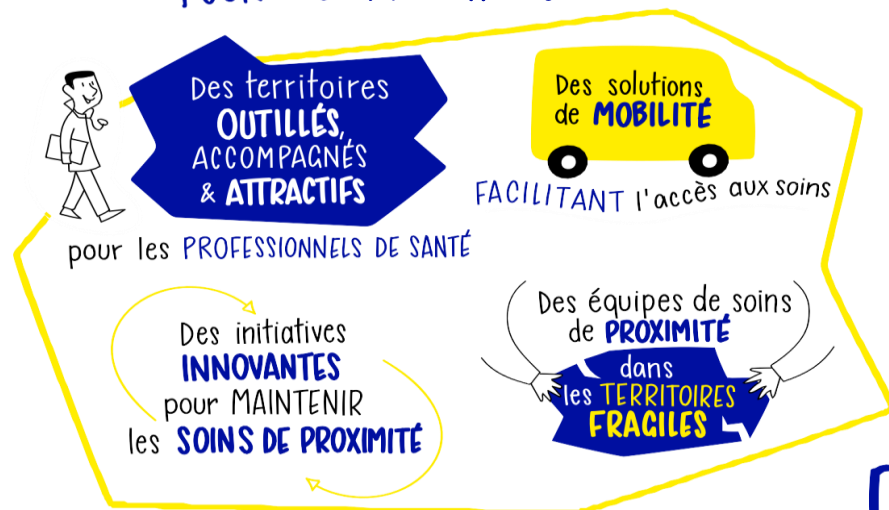 Des territoires
OUTILLÉS,
ACCOMPAGNÉS
& ATTRACTIFS
pour les PROFESSIONNELS DE SANTÉ
Des solutions
de MOBILITÉ
FACILITANT l'accès aux soins
Des initiatives
INNOVANTES
pour MAINTENIR
les SOINS DE PROXIMITÉ
Des équipes de soins
de PROXIMITÉ
dans
les TERRITOIRES
FRAGILES